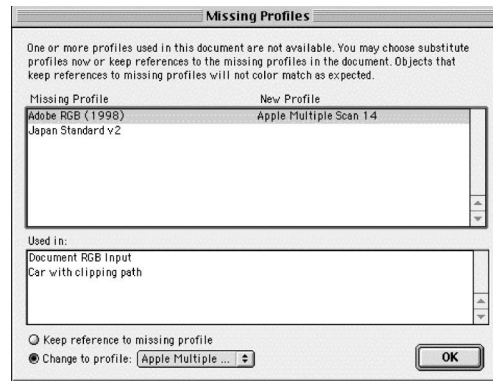 Missing Profiles
One or more profiles used in this document are not available. You may choose substitute
profiles now or keep references to the missing profiles in the document. Objects that
keep references to missing profiles will not color match as expected.
Missing Profile New Profile
Adobe RGB (1998) Apple Multiple Scan 14
Japan Standard v2
Used in:
Document RGB Input
Car with clipping path
Keep reference to missing profile
Change to profile: Apple Multiple ...
OK